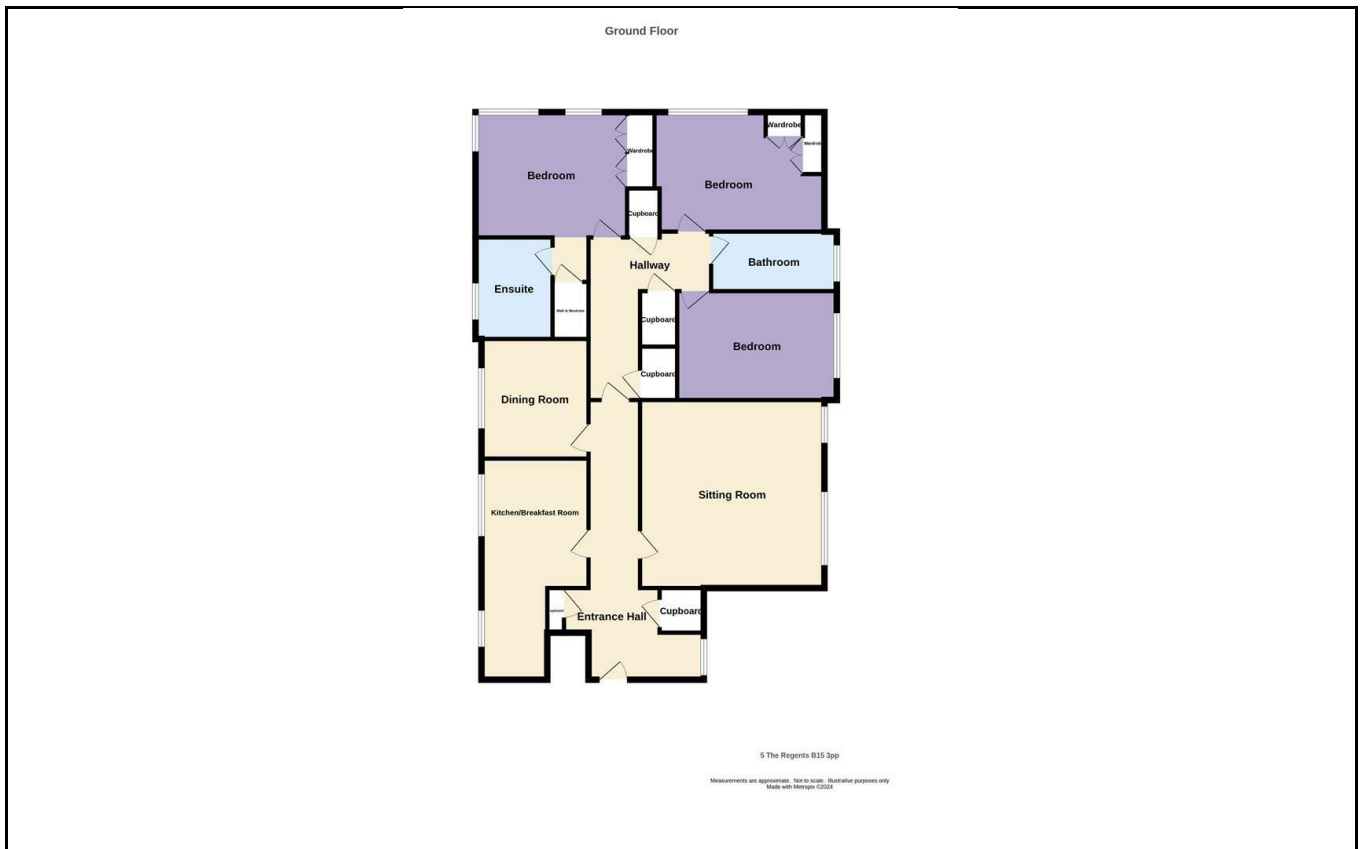 Ground Floor
Wardrobe
Wardrobe
Wardrobe
Bedroom
Bedroom
Cupboard
Hallway
Bathroom
Ensuite
Walk In Wardrobe
Cupboard
Bedroom
Cupboard
Dining Room
Sitting Room
Kitchen/Breakfast Room
Cupboard
Entrance Hall
Cupboard
5 The Regents B15 3pp
Measurements are approximate. Not to scale. Illustrative purposes only
Made with Metropix ©2024